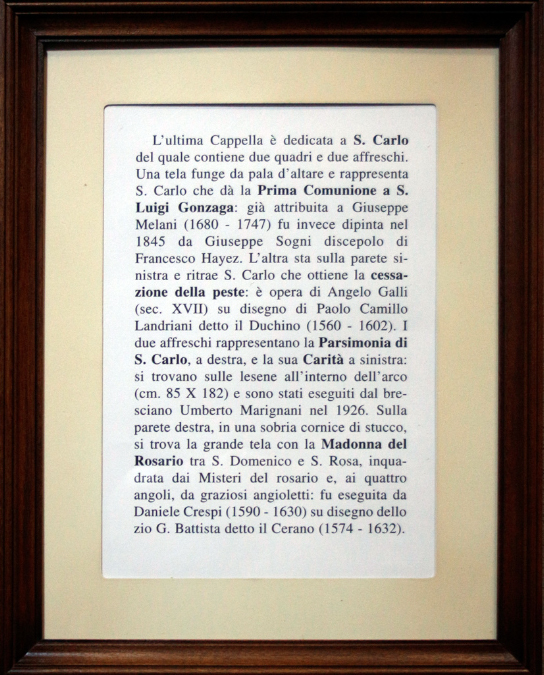 L'ultima Cappella è dedicata a S. Carlo
del quale contiene due quadri e due affreschi.
Una tela funge da pala d'altare e rappresenta
S. Carlo che dà la Prima Comunione a S.
Luigi Gonzaga: già attribuita a Giuseppe
Melani (1680 - 1747) fu invece dipinta nel
1845 da Giuseppe Sogni discepolo di
Francesco Hayez. L'altra sta sulla parete si-
nistra e ritrae S. Carlo che ottiene la cessa-
zione della peste: è opera di Angelo Galli
(sec. XVII) su disegno di Paolo Camillo
Landriani detto il Duchino (1560 - 1602). I
due affreschi rappresentano la Parsimonia di
S. Carlo, a destra, e la sua Carità a sinistra:
si trovano sulle lesene all'interno dell'arco
(cm. 85 X 182) e sono stati eseguiti dal bre-
sciano Umberto Marignani nel 1926. Sulla
parete destra, in una sobria cornice di stucco,
si trova la grande tela con la Madonna del
Rosario tra S. Domenico e S. Rosa, inqua-
drata dai Misteri del rosario e, ai quattro
angoli, da graziosi angioletti: fu eseguita da
Daniele Crespi (1590 - 1630) su disegno dello
zio G. Battista detto il Cerano (1574 - 1632).